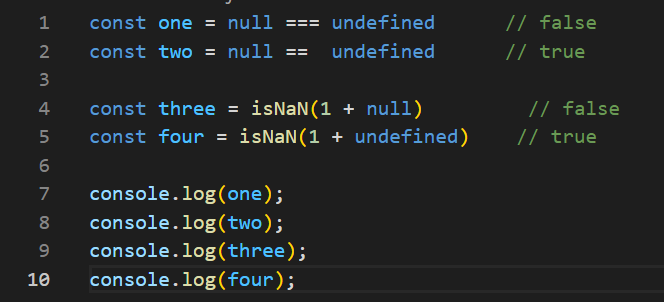 1 const one = null === undefined // false
2 const two = null == undefined // true
3
4 const three = isNaN(1 + null) // false
5 const four = isNaN(1 + undefined) // true
6
7 console.log(one);
8 console.log(two);
9 console.log(three);
10 console.log(four);